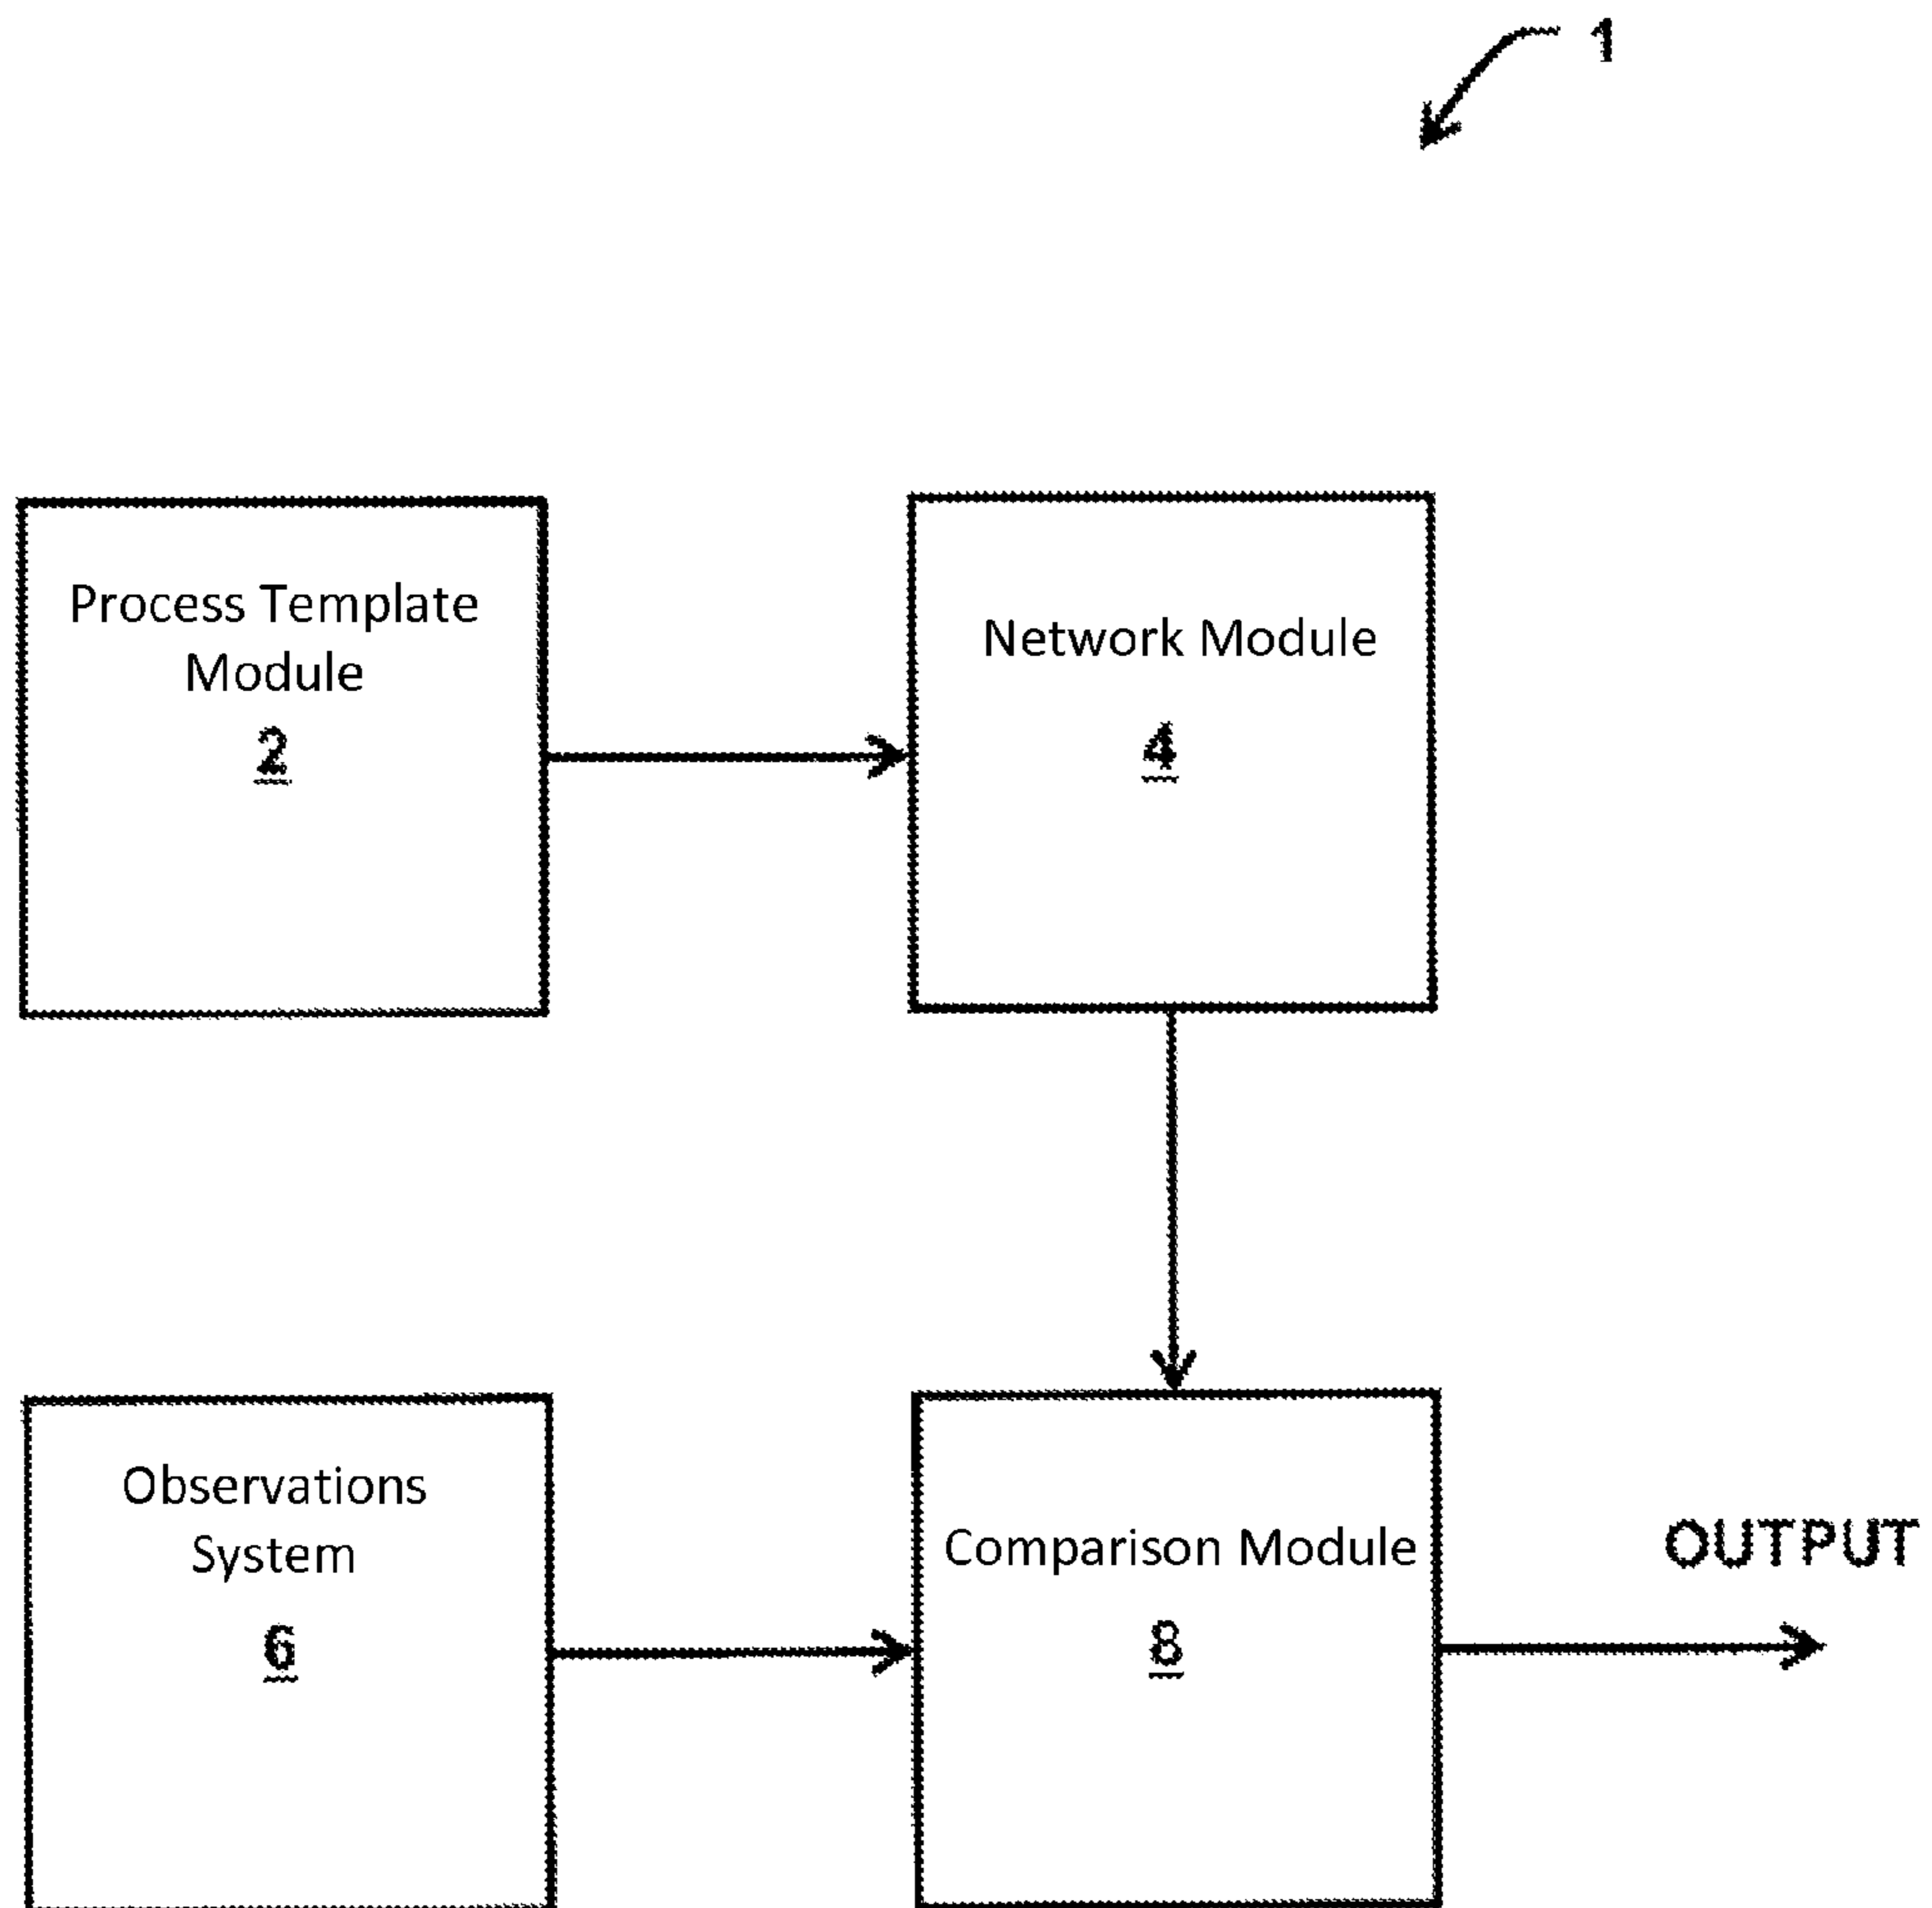 1
Process Template
Module
2
Network Module
4
Observations
System
6
Comparison Module
8
OUTPUT